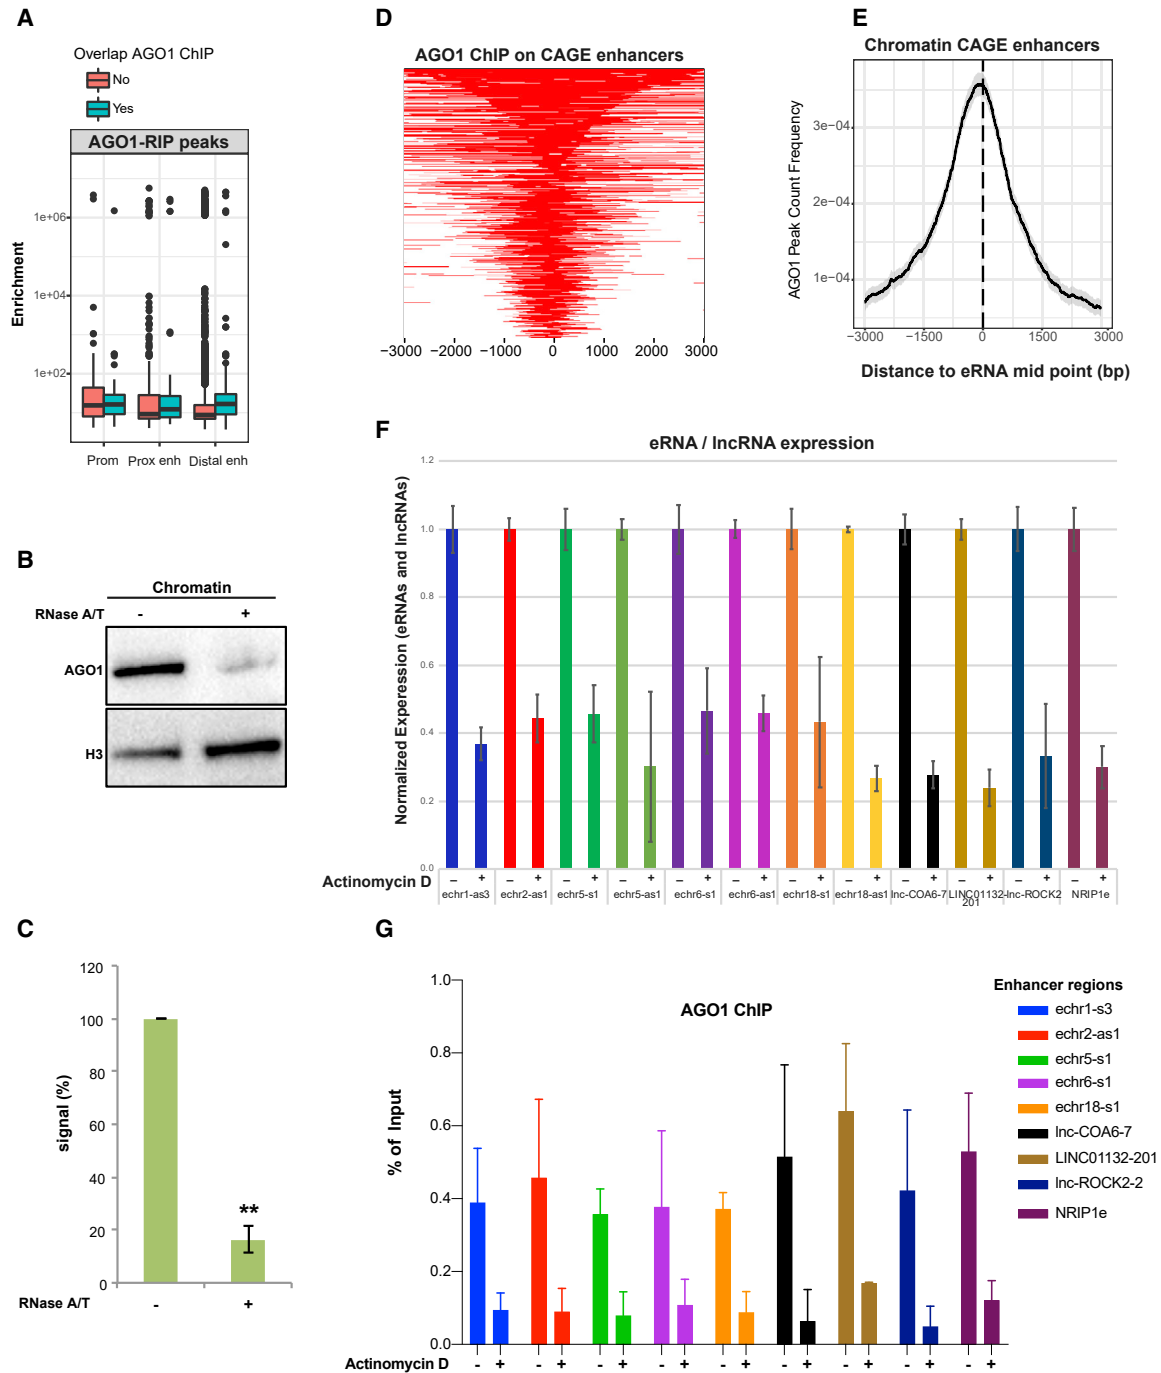 A
Overlap AGO1 ChIP
No
Yes
AGO1-RIP peaks
Enrichment
1e+06
1e+04
1e+02
Prom Prox enh Distal enh
B
Chromatin
RNase A/T - +
AGO1
H3
C
signal (%)
120
100
80
60
40
20
0
**
RNase A/T - +
D
AGO1 ChIP on CAGE enhancers
−3000 −2000 −1000 0 1000 2000 3000
E
Chromatin CAGE enhancers
AGO1 Peak Count Frequency
3e−04
2e−04
1e−04
−3000 −1500 0 1500 3000
Distance to eRNA mid point (bp)
F
eRNA / lncRNA expression
Normalized Experession (eRNAs and lncRNAs)
1.2
1.0
0.8
0.6
0.4
0.2
0.0
Actinomycin D − + − + − + − + − + − + − + − + − + − + − + − +
echr1-as3 echr2-as1 echr5-s1 echr5-as1 echr6-s1 echr6-as1 echr18-s1 echr18-as1 lnc-COA6-7 LINC01132-201 lnc-ROCK2 NRIP1e
G
AGO1 ChIP
% of Input
1.0
0.8
0.6
0.4
0.2
0.0
Actinomycin D - + - + - + - + - + - + - + - + - +
Enhancer regions
echr1-s3
echr2-as1
echr5-s1
echr6-s1
echr18-s1
lnc-COA6-7
LINC01132-201
lnc-ROCK2-2
NRIP1e